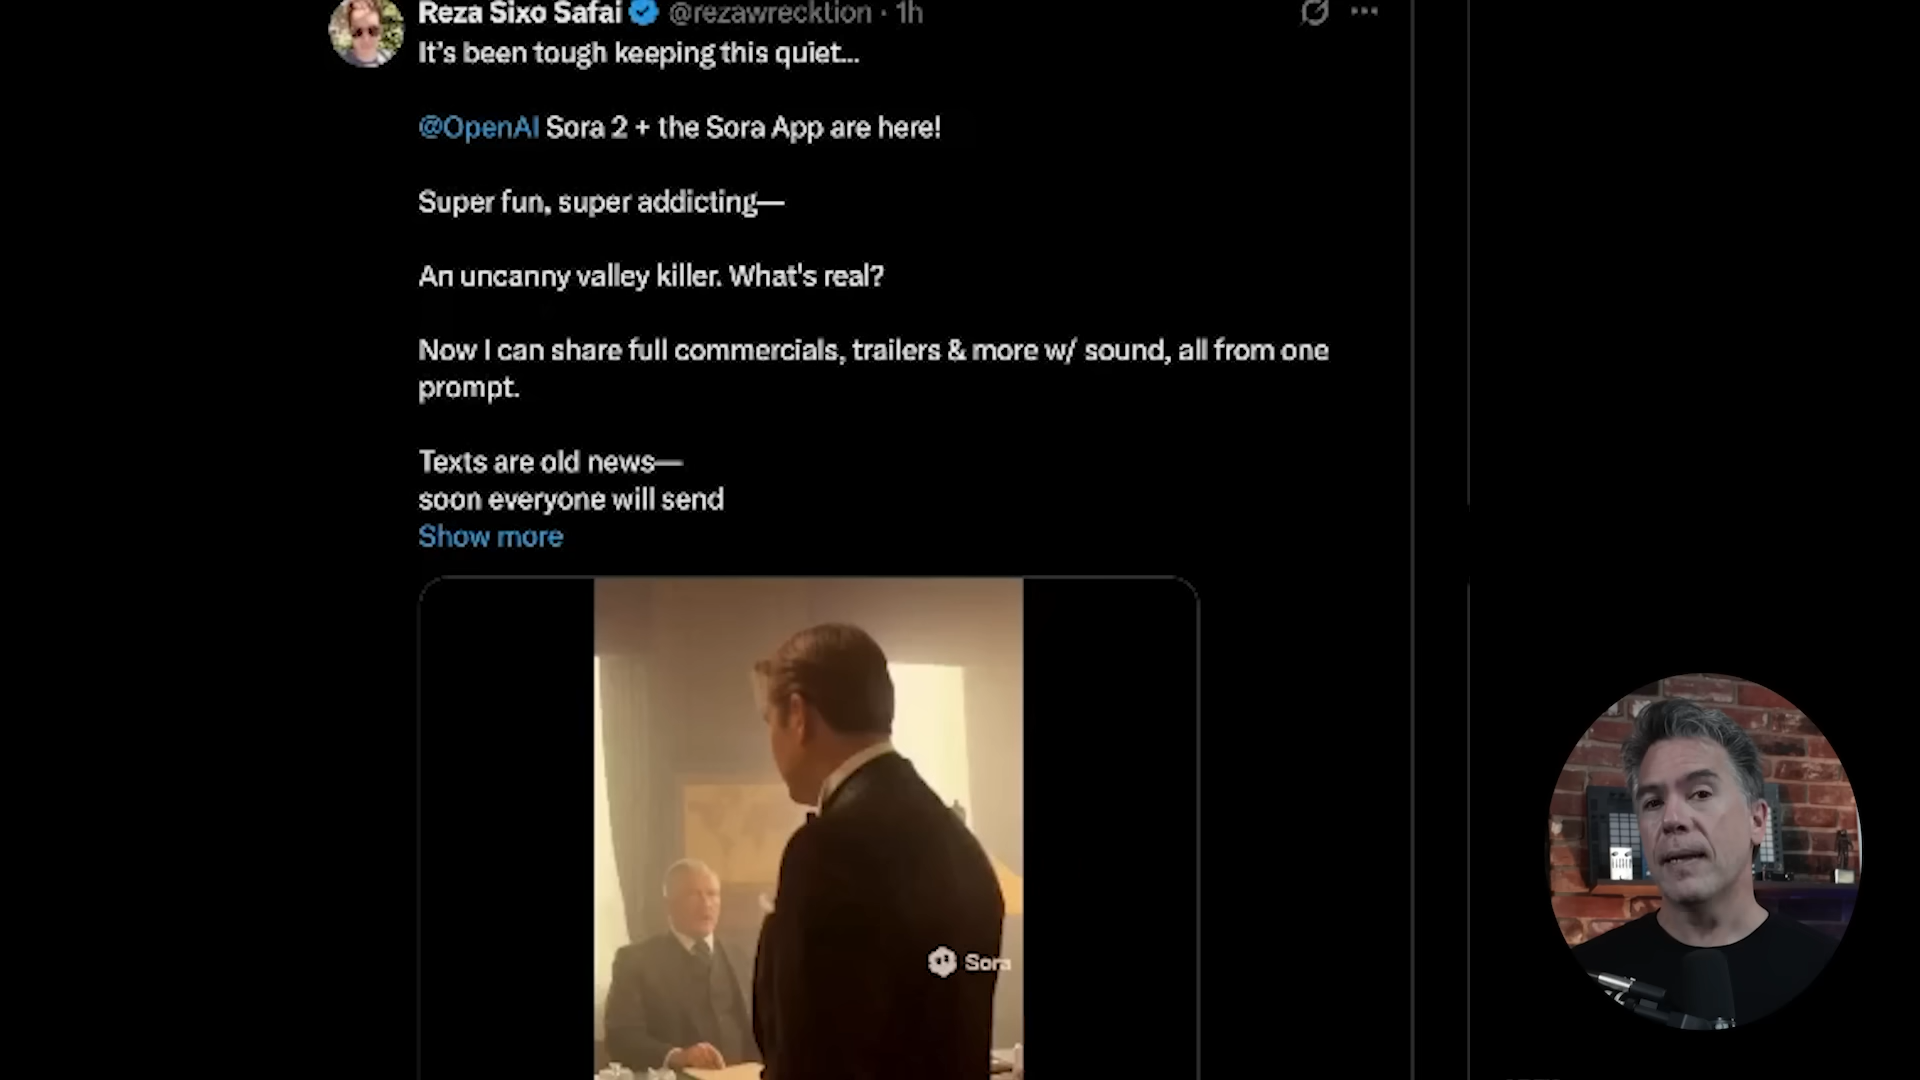 Reza Sixo Safai @rezawrecktion · 1h
It's been tough keeping this quiet...
@OpenAI Sora 2 + the Sora App are here!
Super fun, super addicting—
An uncanny valley killer. What's real?
Now I can share full commercials, trailers & more w/ sound, all from one
prompt.
Texts are old news—
soon everyone will send
Show more
Sora